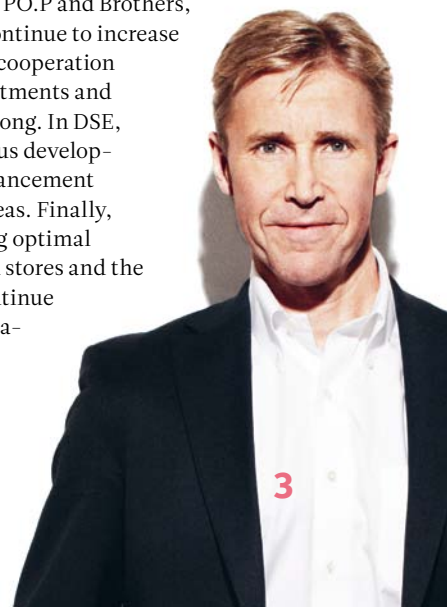 PO.P and Brothers,
ontinue to increase
cooperation
tments and
ong. In DSE,
us develop-
ancement
eas. Finally,
g optimal
stores and the
tinue
a-
3